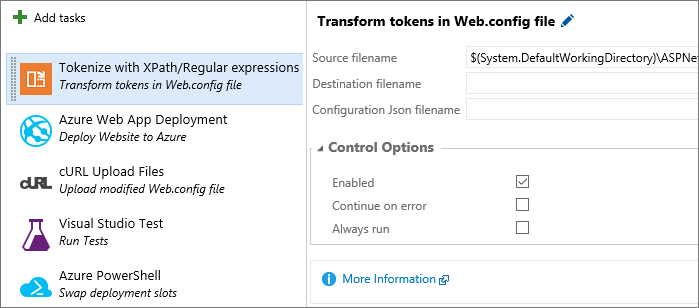 Add tasks
Tokenize with XPath/Regular expressions
Transform tokens in Web.config file
Azure Web App Deployment
Deploy Website to Azure
cURL
cURL Upload Files
Upload modified Web.config file
Visual Studio Test
Run Tests
Azure PowerShell
Swap deployment slots
Transform tokens in Web.config file
Source filename
$(System.DefaultWorkingDirectory)\ASPNe
Destination filename
Configuration Json filename
Control Options
Enabled
Continue on error
Always run
More Information